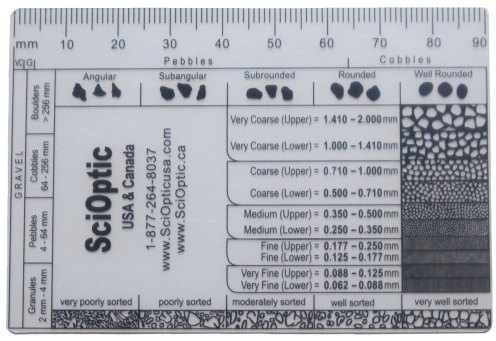 mm 10 20 30 40 50 60 70 80 90
VC G Pebbles Cobbles
Angular Subangular Subrounded Rounded Well Rounded
GRAVEL
Boulders
> 256 mm
Cobbles
64 - 256 mm
Pebbles
4 - 64 mm
Granules
2 mm - 4 mm
SciOptic
USA & Canada
1-877-264-8037
www.SciOpticusa.com
www.SciOptic.ca
Very Coarse (Upper) = 1.410 - 2.000 mm
Very Coarse (Lower) = 1.000 - 1.410 mm
Coarse (Upper) = 0.710 - 1.000 mm
Coarse (Lower) = 0.500 - 0.710 mm
Medium (Upper) = 0.350 - 0.500 mm
Medium (Lower) = 0.250 - 0.350 mm
Fine (Upper) = 0.177 - 0.250 mm
Fine (Lower) = 0.125 - 0.177 mm
Very Fine (Upper) = 0.088 - 0.125 mm
Very Fine (Lower) = 0.062 - 0.088 mm
very poorly sorted poorly sorted moderately sorted well sorted very well sorted